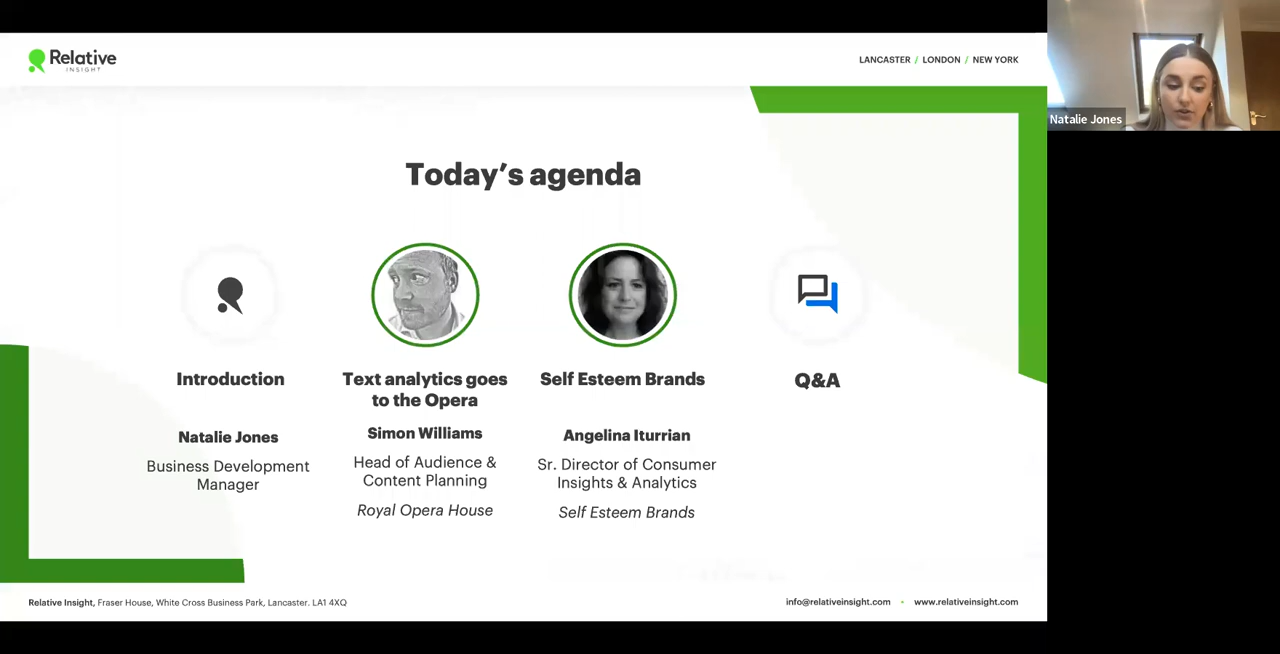 Relative
INSIGHT
LANCASTER / LONDON / NEW YORK
Natalie Jones
Today's agenda
Introduction
Natalie Jones
Business Development
Manager
Text analytics goes
to the Opera
Simon Williams
Head of Audience &
Content Planning
Royal Opera House
Self Esteem Brands
Angelina Iturrian
Sr. Director of Consumer
Insights & Analytics
Self Esteem Brands
Q&A
Relative Insight, Fraser House, White Cross Business Park, Lancaster. LA1 4XQ
info@relativeinsight.com • www.relativeinsight.com